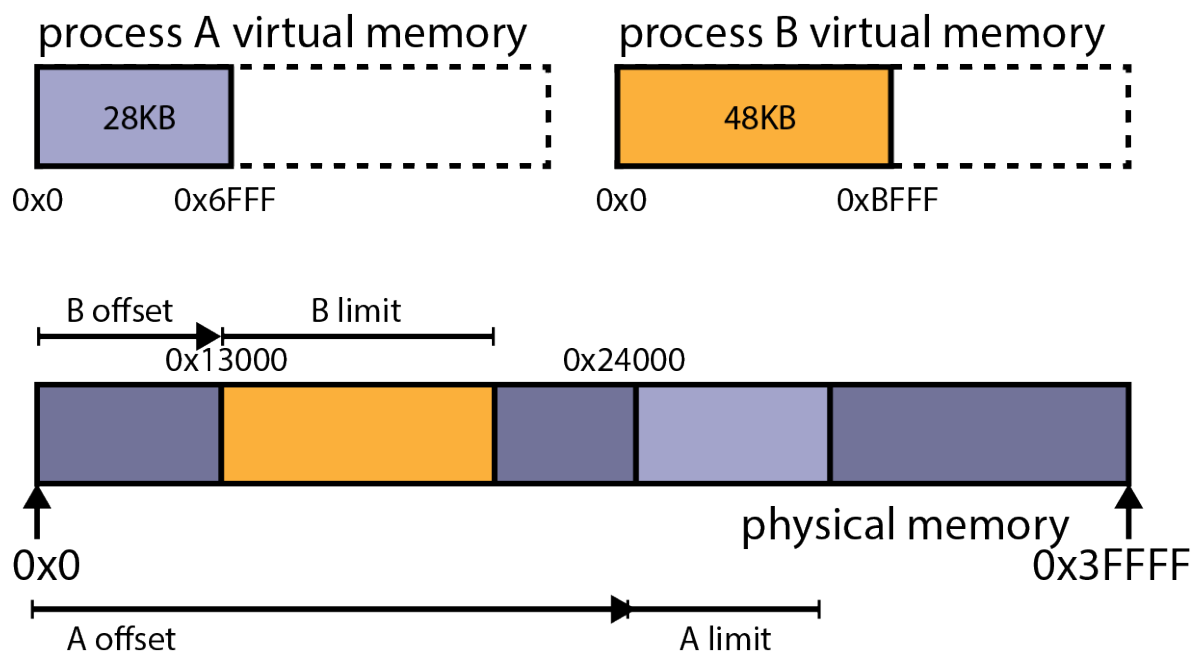 process A virtual memory
process B virtual memory
28KB
48KB
0x0
0x6FFF
0x0
0xBFFF
B offset
B limit
0x13000
0x24000
physical memory
0x0
0x3FFFF
A offset
A limit